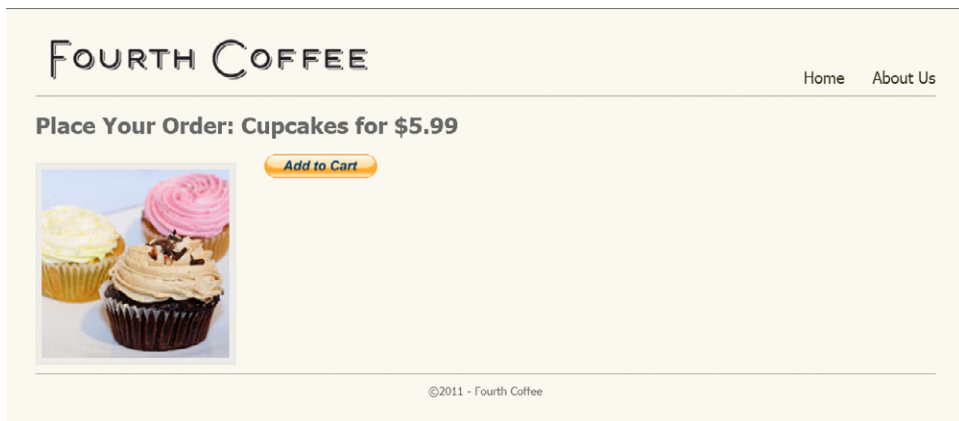 Fourth Coffee
Home About Us
Place Your Order: Cupcakes for $5.99
Add to Cart
©2011 - Fourth Coffee